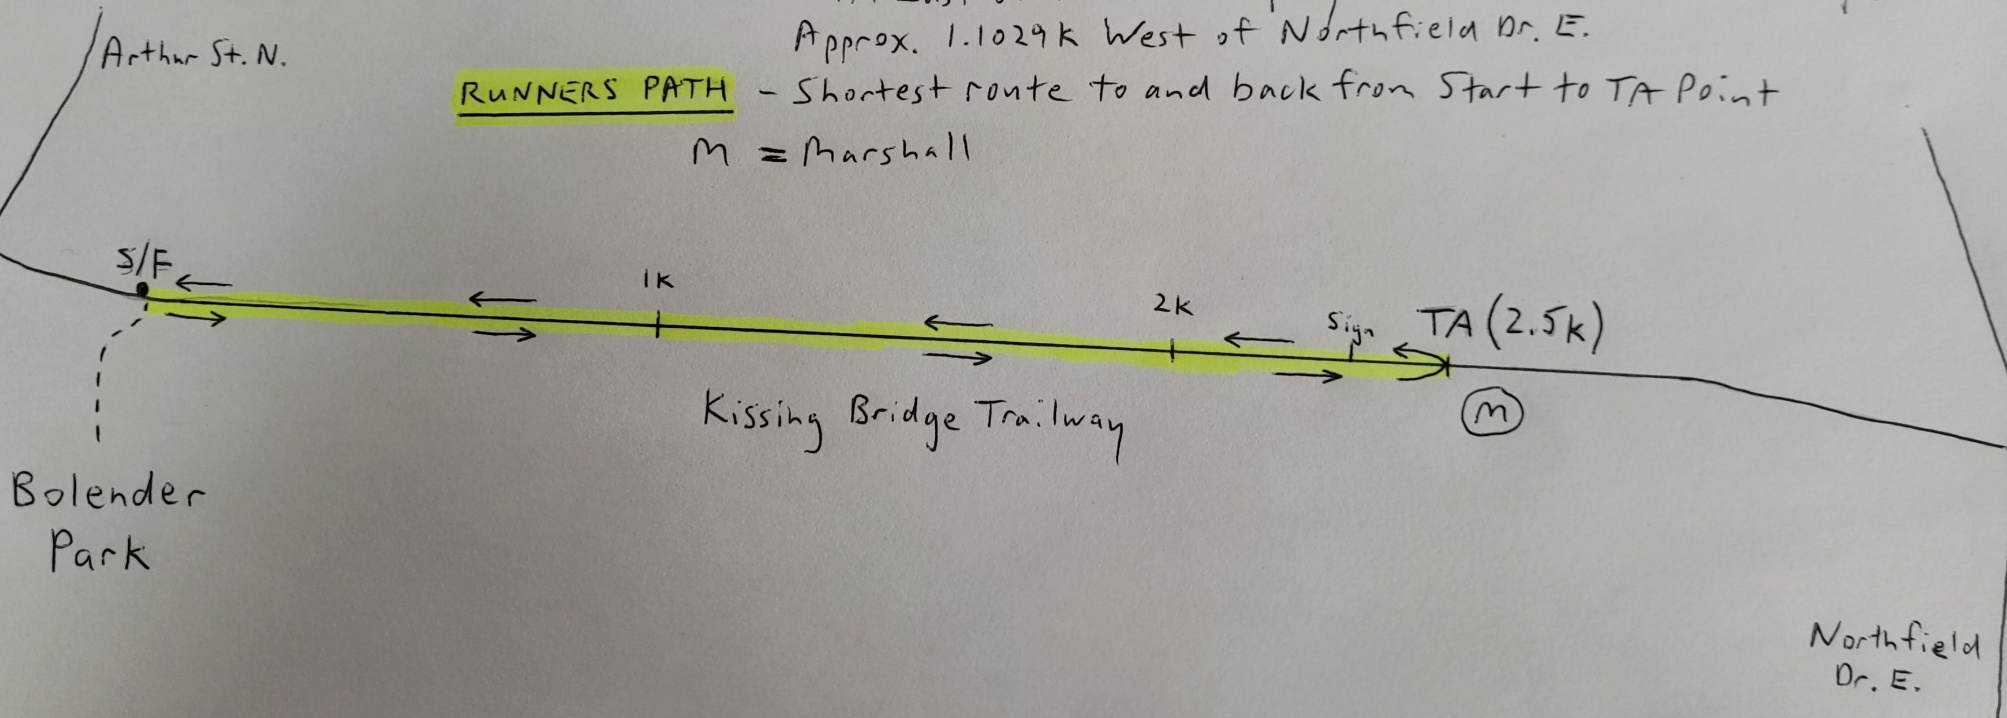 Approx. 1.1029k West of Northfield Dr. E.
RUNNERS PATH - Shortest route to and back from Start to TA Point
M = Marshall
Arthur St. N.
S/F
1k
2k
Sign
TA (2.5k)
M
Kissing Bridge Trailway
Bolender
Park
Northfield
Dr. E.